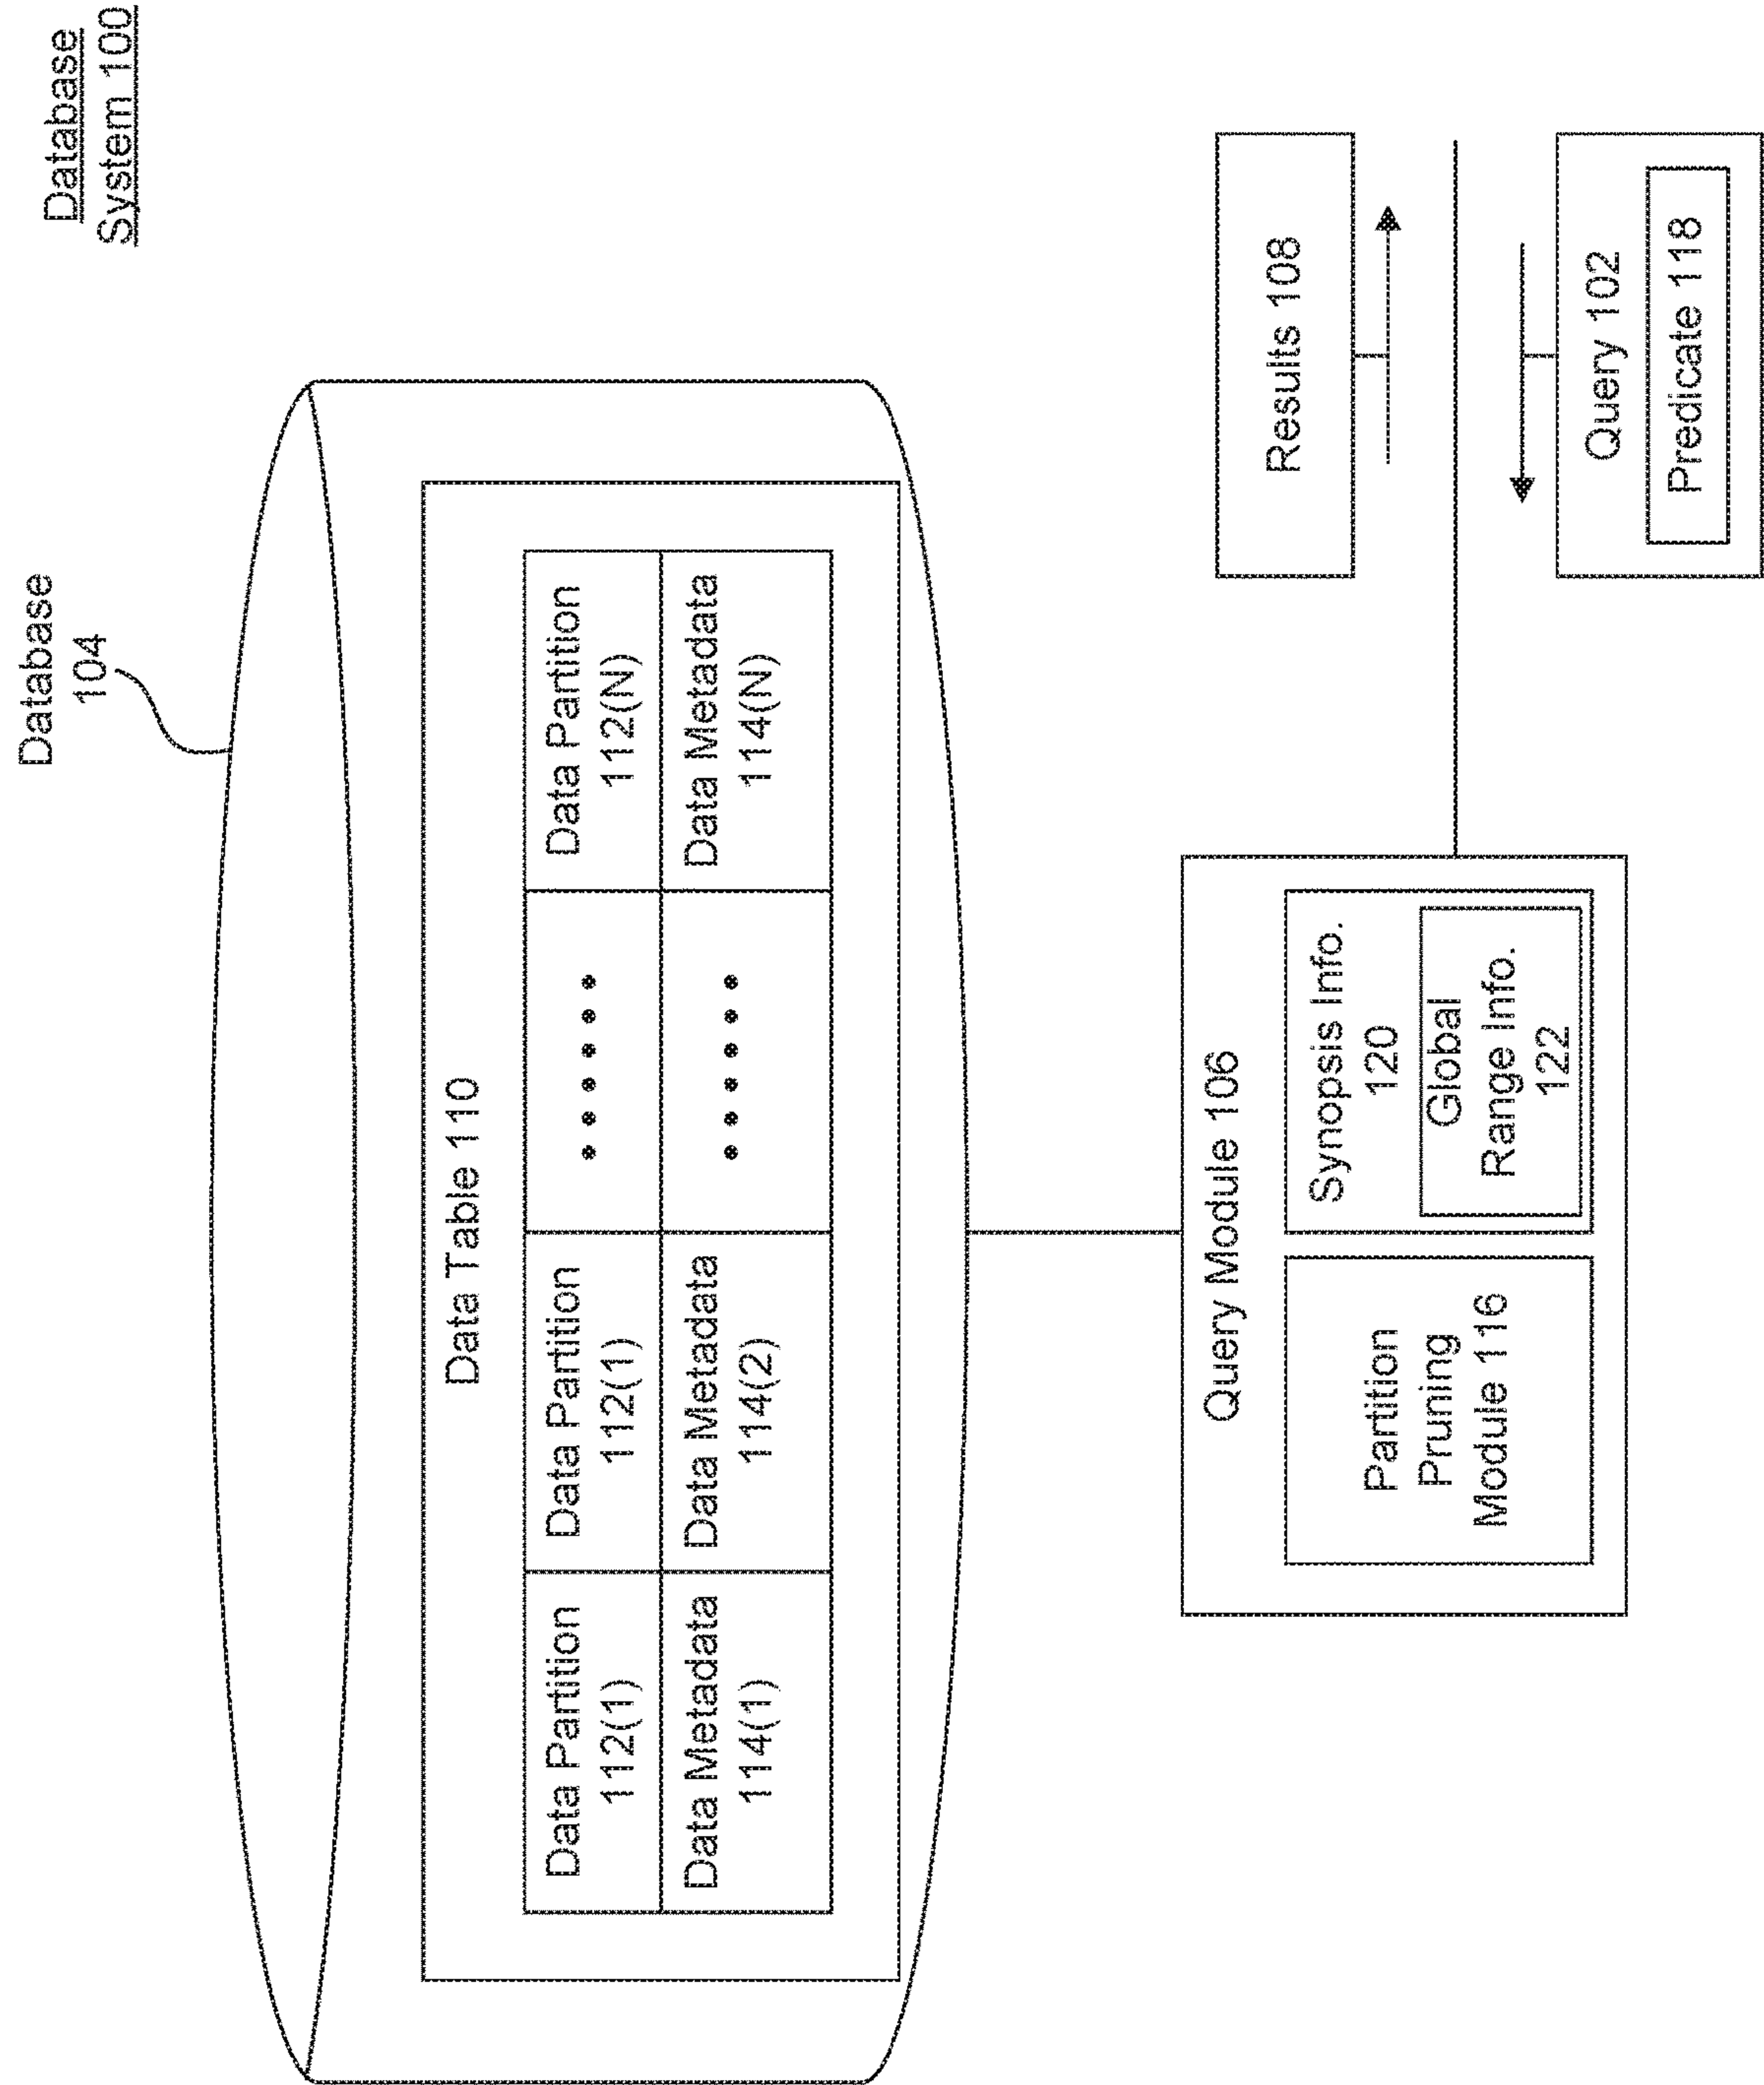 Database
System 100
Database
104
Data Table 110
Data Partition
112(1)
Data Partition
112(1)
Data Partition
112(N)
Data Metadata
114(1)
Data Metadata
114(2)
Data Metadata
114(N)
Query Module 106
Partition
Pruning
Module 116
Synopsis Info.
120
Global
Range Info.
122
Results 108
Query 102
Predicate 118